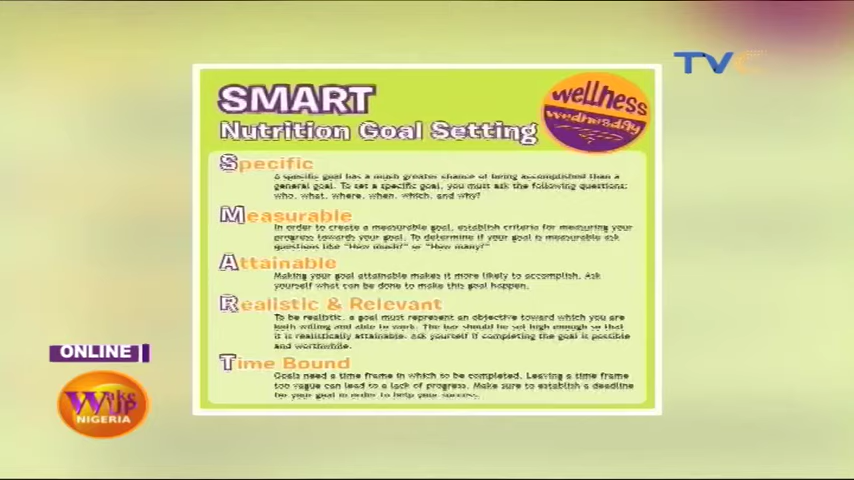 TVC
SMART
Nutrition Goal Setting
wellness
wednesday
Specific
A specific goal has a much greater chance of being accomplished than a
general goal. To set a specific goal, you must ask the following questions:
who, what, where, when, which, and why?
Measurable
In order to create a measurable goal, establish criteria for measuring your
progress towards your goal. To determine if your goal is measurable ask
questions like "How much?" or "How many?"
Attainable
Making your goal attainable makes it more likely to accomplish. Ask
yourself what can be done to make this goal happen.
Realistic & Relevant
To be realistic, a goal must represent an objective toward which you are
both willing and able to work. The bar should be set high enough so that
it is realistically attainable. Ask yourself if completing the goal is possible
and worthwhile.
Time Bound
Goals need a time frame in which to be completed. Leaving a time frame
too vague can lead to a lack of progress. Make sure to establish a deadline
for your goal in order to help your success.
ONLINE
Wake
UP
NIGERIA